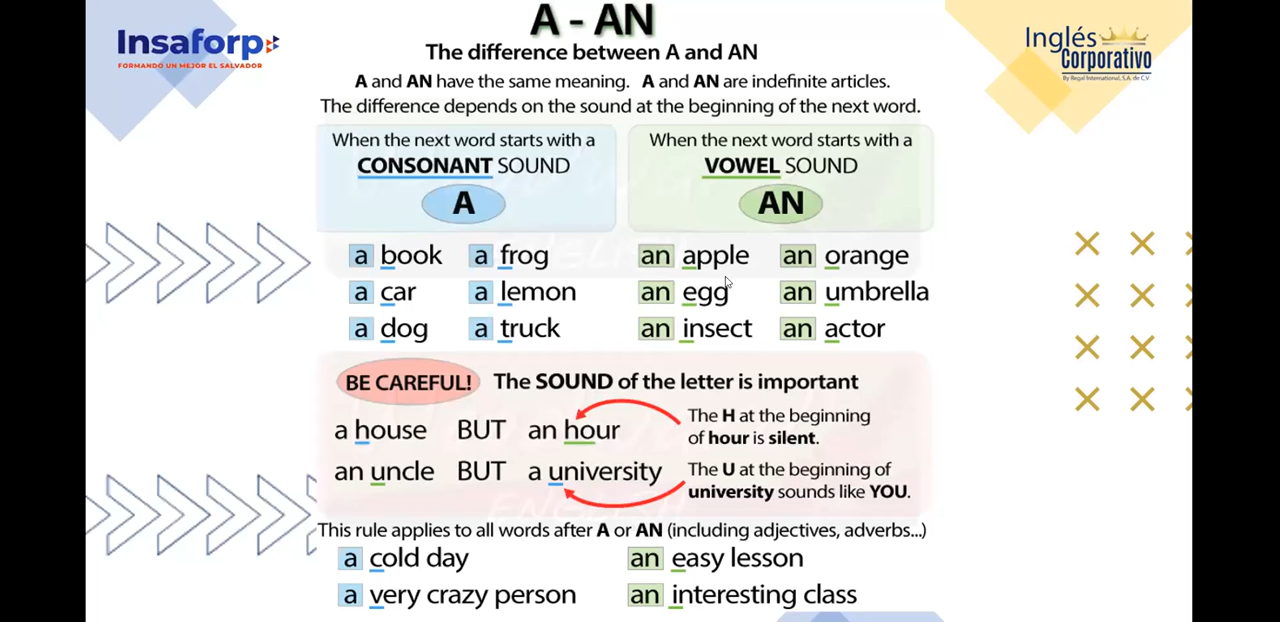 A - AN
Insaforp
FORMANDO UN MEJOR EL SALVADOR
Inglés
Corporativo
By Regal International, S.A. de C.V
The difference between A and AN
A and AN have the same meaning. A and AN are indefinite articles.
The difference depends on the sound at the beginning of the next word.
When the next word starts with a
CONSONANT SOUND
A
When the next word starts with a
VOWEL SOUND
AN
a book a frog
a car a lemon
a dog a truck
an apple an orange
an egg an umbrella
an insect an actor
BE CAREFUL! The SOUND of the letter is important
a house BUT an hour
The H at the beginning
of hour is silent.
an uncle BUT a university
The U at the beginning of
university sounds like YOU.
This rule applies to all words after A or AN (including adjectives, adverbs...)
a cold day an easy lesson
a very crazy person an interesting class